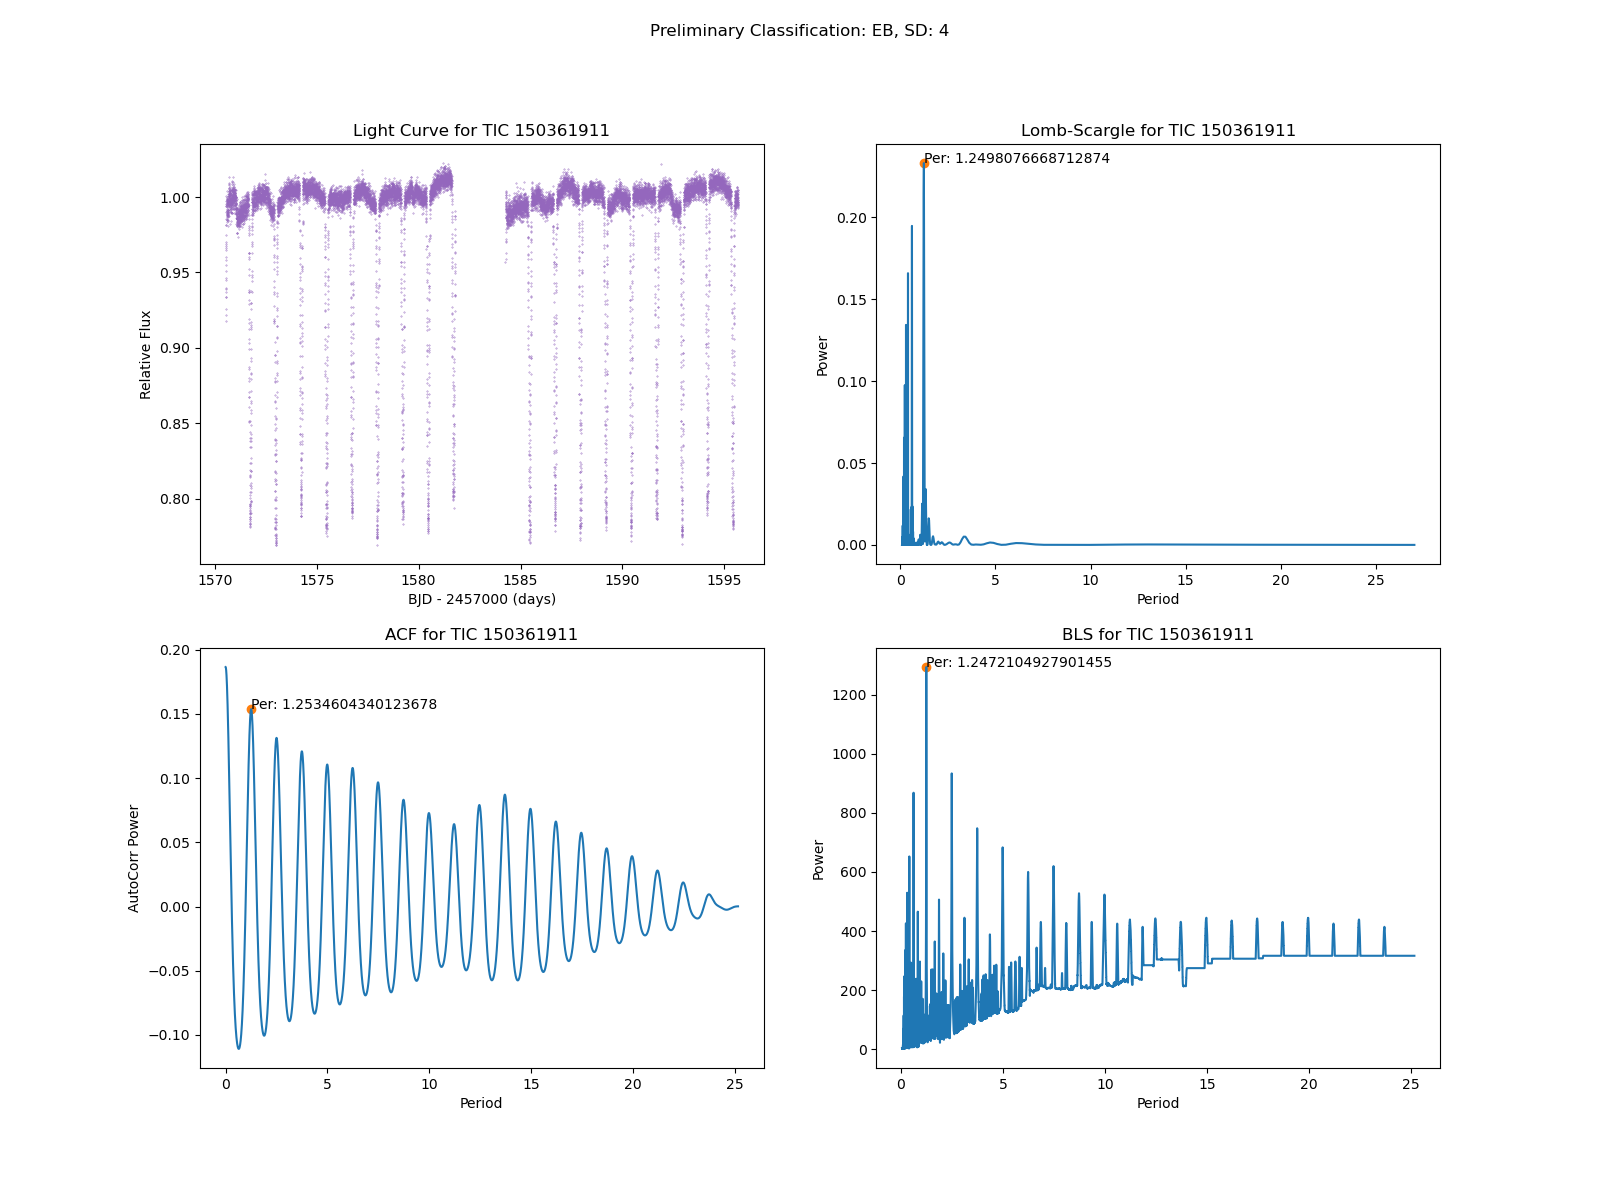 Preliminary Classification: EB, SD: 4
Light Curve for TIC 150361911
1.00
0.95
0.90
0.85
0.80
Relative Flux
1570 1575 1580 1585 1590 1595
BJD - 2457000 (days)
Lomb-Scargle for TIC 150361911
Per: 1.2498076668712874
0.20
0.15
0.10
0.05
0.00
Power
0 5 10 15 20 25
Period
ACF for TIC 150361911
Per: 1.2534604340123678
0.20
0.15
0.10
0.05
0.00
−0.05
−0.10
AutoCorr Power
0 5 10 15 20 25
Period
BLS for TIC 150361911
Per: 1.2472104927901455
1200
1000
800
600
400
200
0
Power
0 5 10 15 20 25
Period